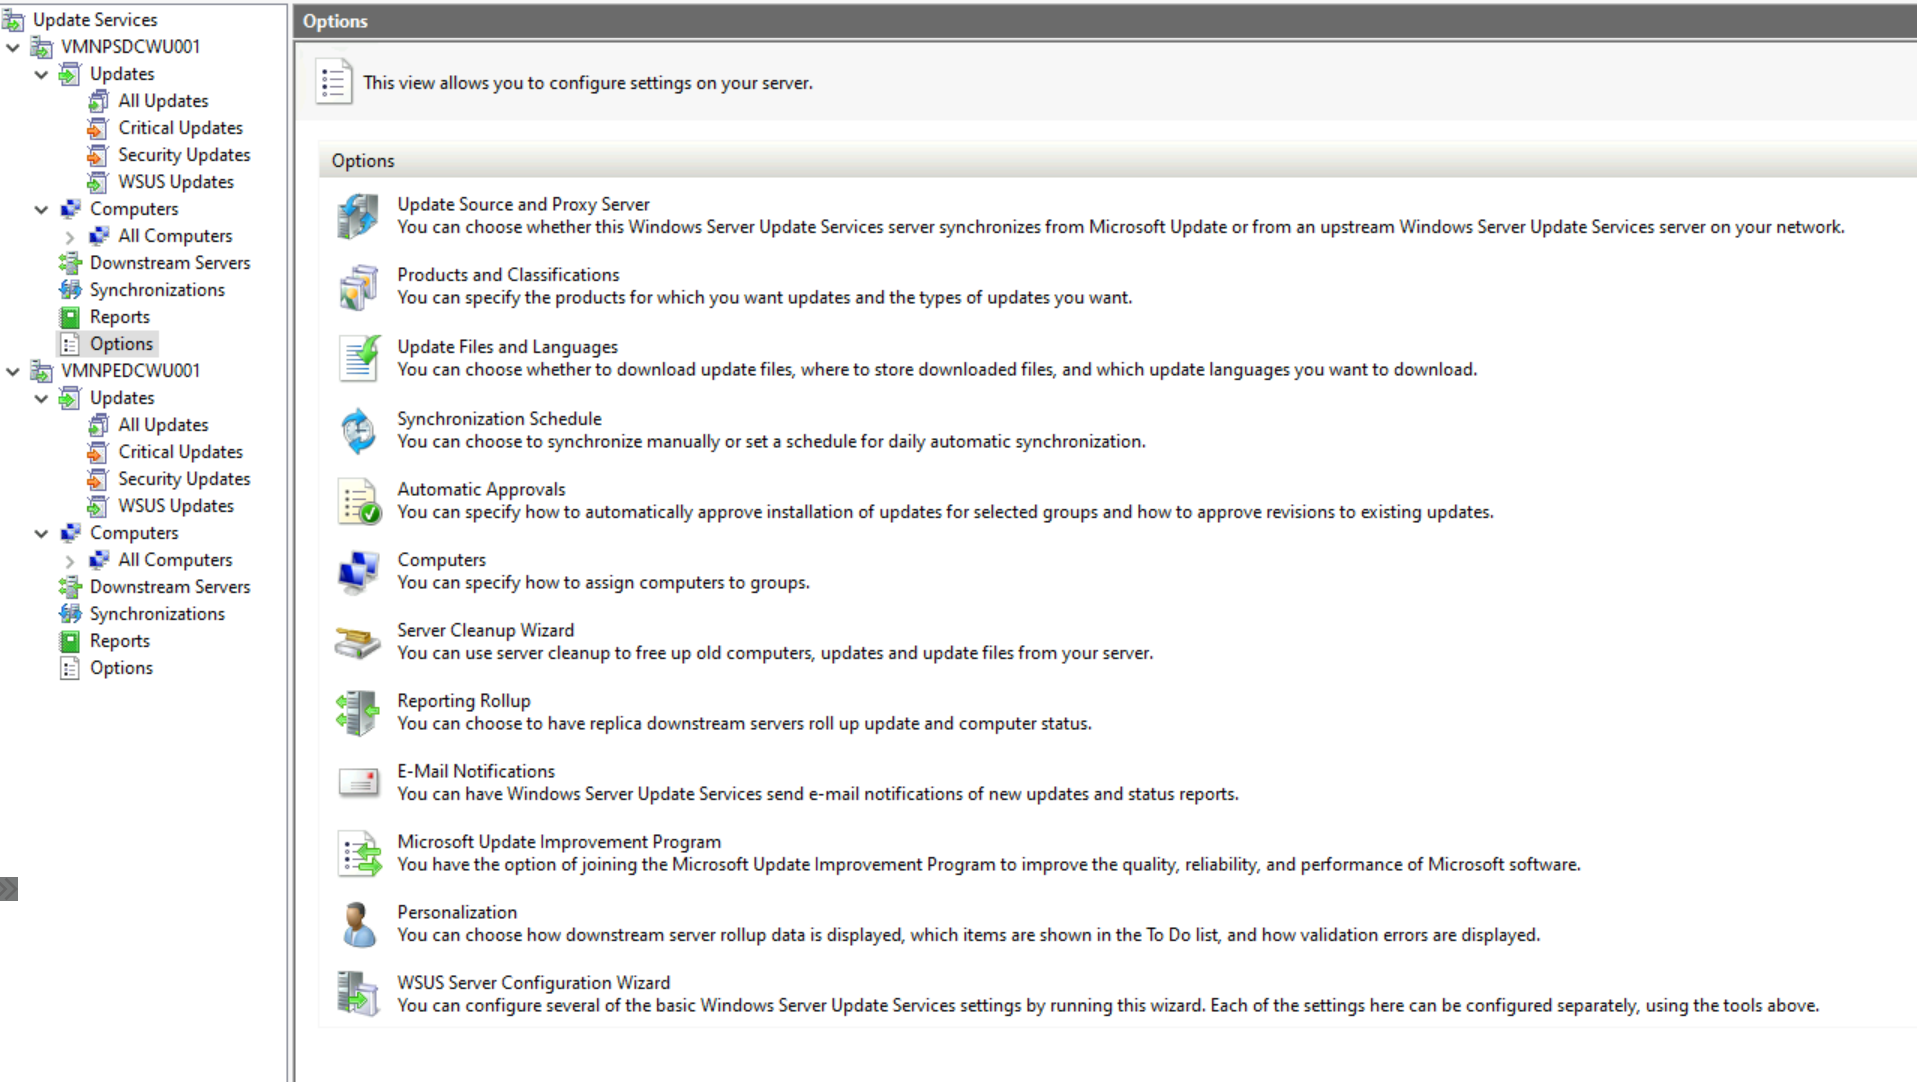 Update Services
VMNPSDCWU001
Updates
All Updates
Critical Updates
Security Updates
WSUS Updates
Computers
All Computers
Downstream Servers
Synchronizations
Reports
Options
VMNPEDCWU001
Updates
All Updates
Critical Updates
Security Updates
WSUS Updates
Computers
All Computers
Downstream Servers
Synchronizations
Reports
Options
Options
This view allows you to configure settings on your server.
Options
Update Source and Proxy Server
You can choose whether this Windows Server Update Services server synchronizes from Microsoft Update or from an upstream Windows Server Update Services server on your network.
Products and Classifications
You can specify the products for which you want updates and the types of updates you want.
Update Files and Languages
You can choose whether to download update files, where to store downloaded files, and which update languages you want to download.
Synchronization Schedule
You can choose to synchronize manually or set a schedule for daily automatic synchronization.
Automatic Approvals
You can specify how to automatically approve installation of updates for selected groups and how to approve revisions to existing updates.
Computers
You can specify how to assign computers to groups.
Server Cleanup Wizard
You can use server cleanup to free up old computers, updates and update files from your server.
Reporting Rollup
You can choose to have replica downstream servers roll up update and computer status.
E-Mail Notifications
You can have Windows Server Update Services send e-mail notifications of new updates and status reports.
Microsoft Update Improvement Program
You have the option of joining the Microsoft Update Improvement Program to improve the quality, reliability, and performance of Microsoft software.
Personalization
You can choose how downstream server rollup data is displayed, which items are shown in the To Do list, and how validation errors are displayed.
WSUS Server Configuration Wizard
You can configure several of the basic Windows Server Update Services settings by running this wizard. Each of the settings here can be configured separately, using the tools above.